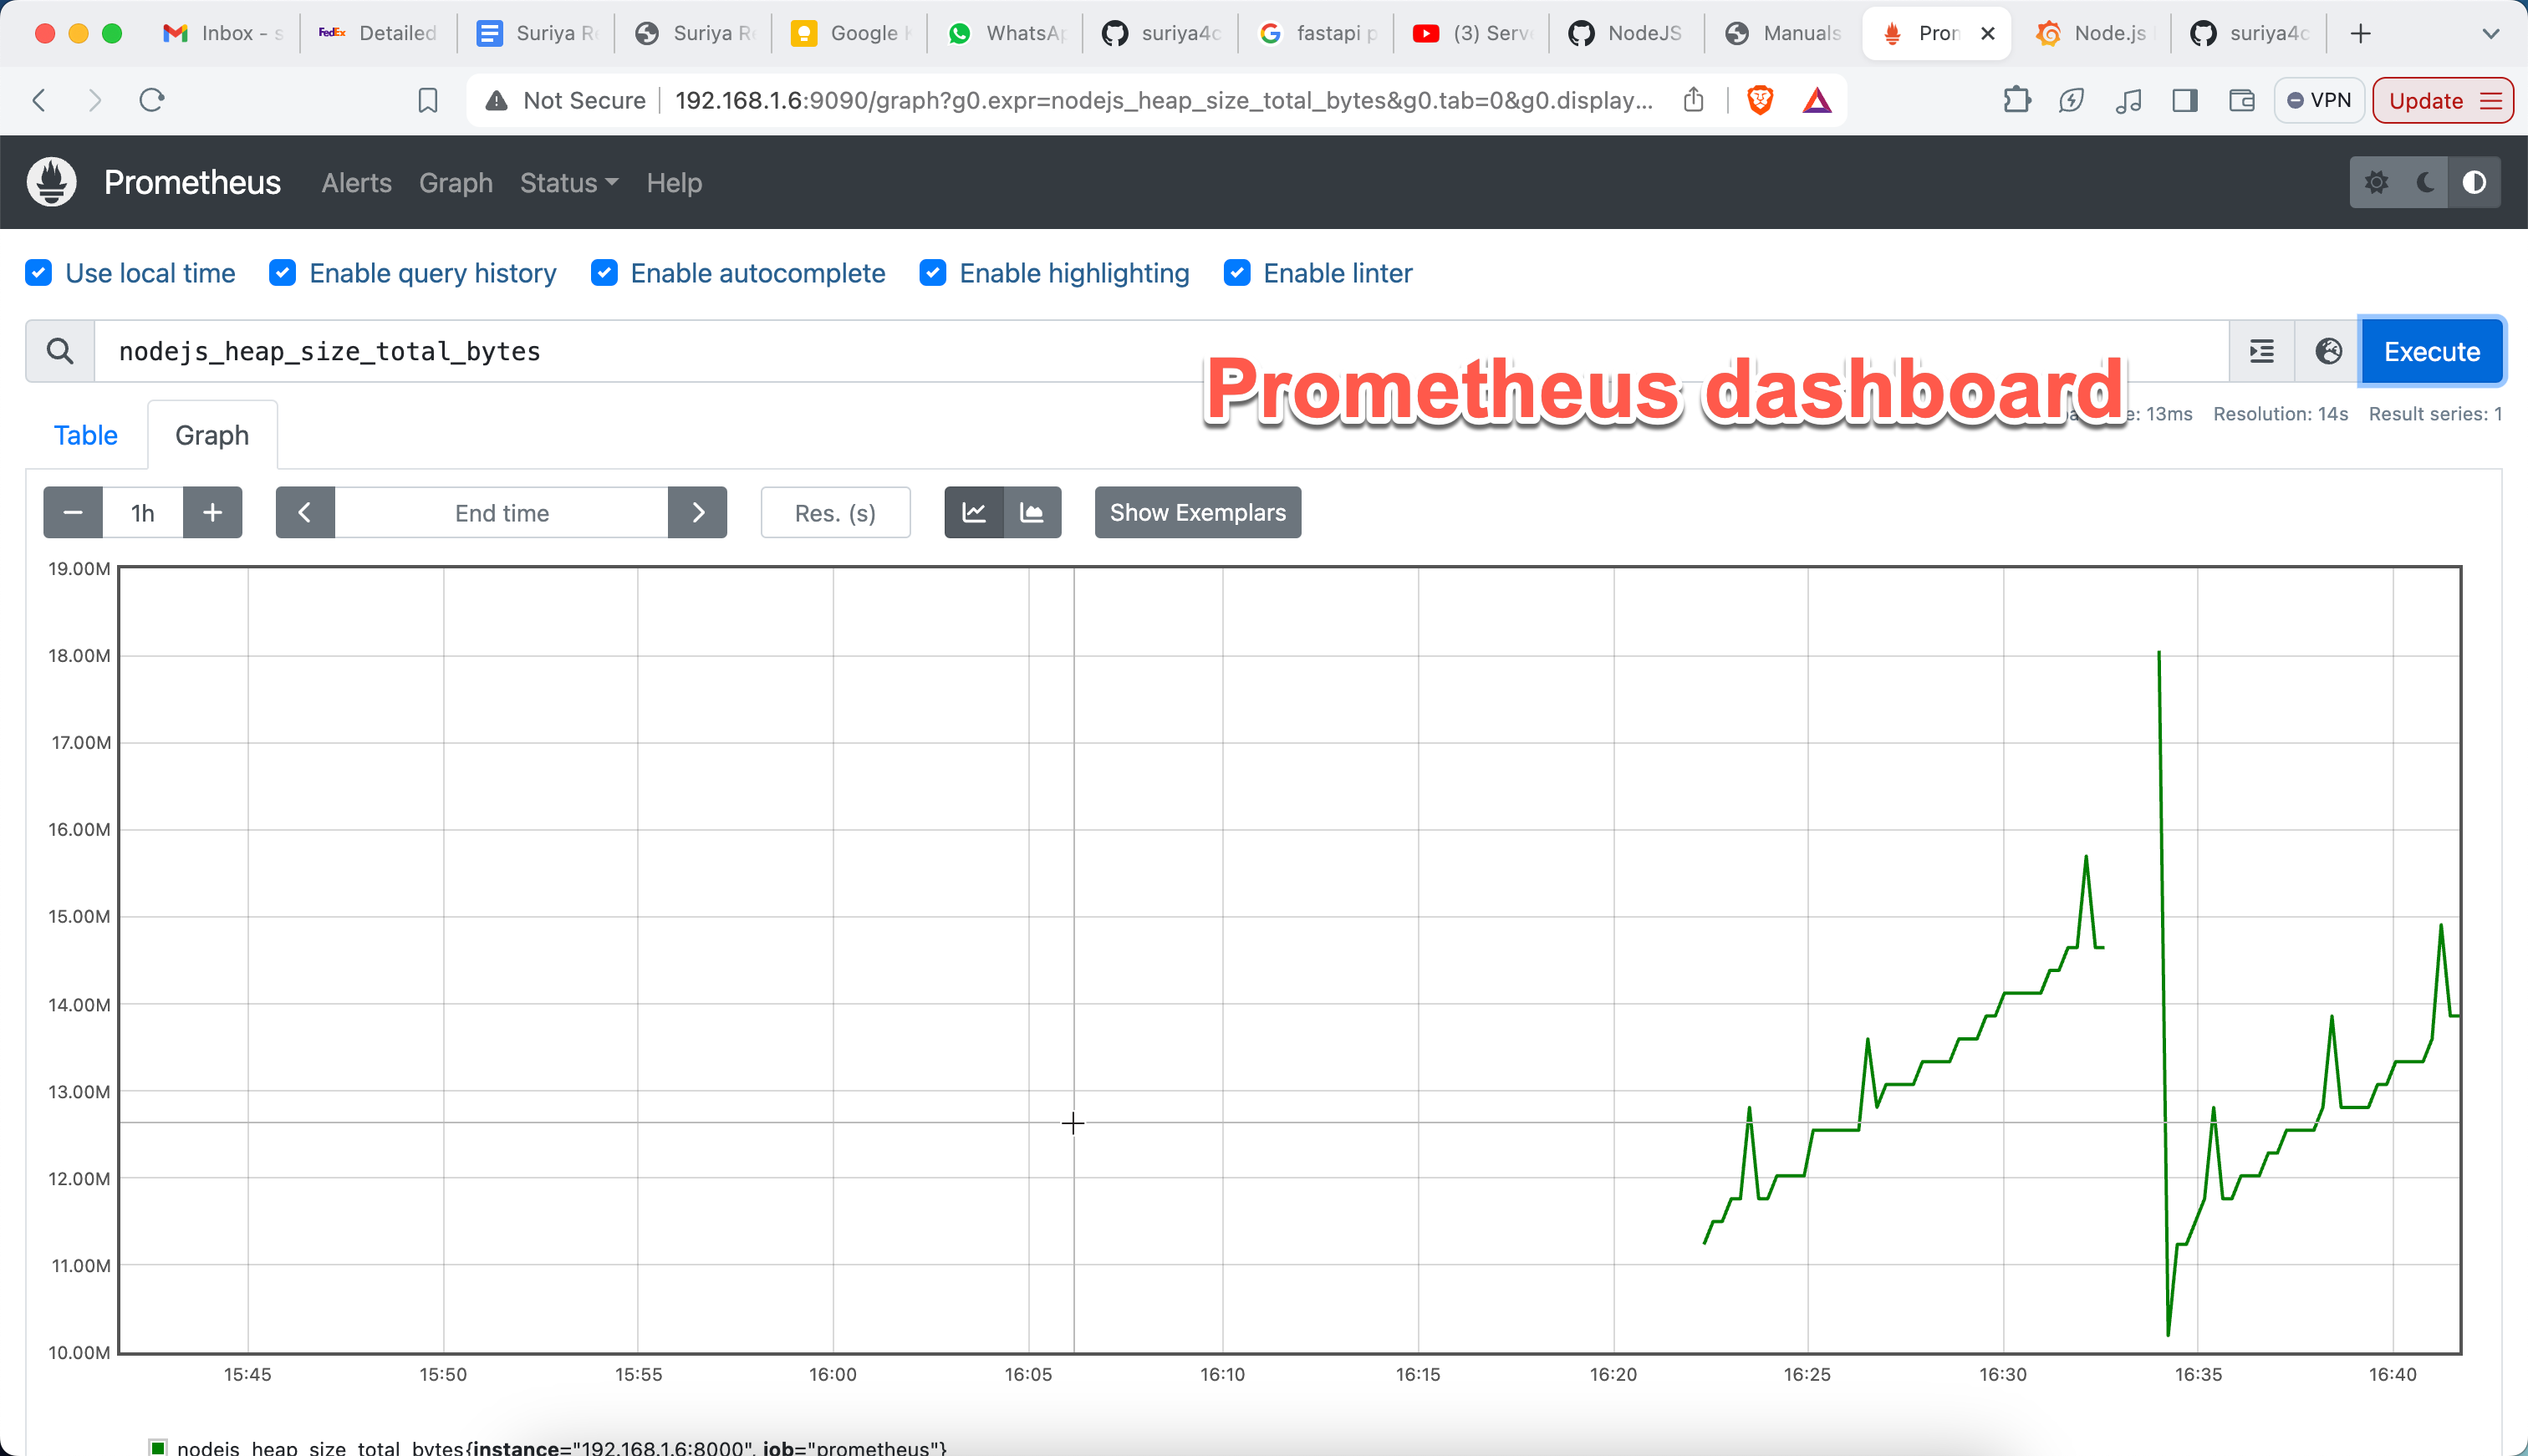 Inbox - s
FedEx Detailed
Suriya R
Suriya R
Google
WhatsAp
suriya4c
fastapi p
(3) Serv
NodeJS
Manuals
Pron
Node.js
suriya4c
Not Secure 192.168.1.6:9090/graph?g0.expr=nodejs_heap_size_total_bytes&g0.tab=0&g0.display...
VPN
Update
Prometheus Alerts Graph Status Help
Use local time Enable query history Enable autocomplete Enable highlighting Enable linter
nodejs_heap_size_total_bytes
Execute
Prometheus dashboard
13ms Resolution: 14s Result series: 1
Table Graph
1h End time Res. (s) Show Exemplars
19.00M
18.00M
17.00M
16.00M
15.00M
14.00M
13.00M
12.00M
11.00M
10.00M
15:45 15:50 15:55 16:00 16:05 16:10 16:15 16:20 16:25 16:30 16:35 16:40
nodejs_heap_size_total_bytes{instance="192.168.1.6:8000", job="prometheus"}